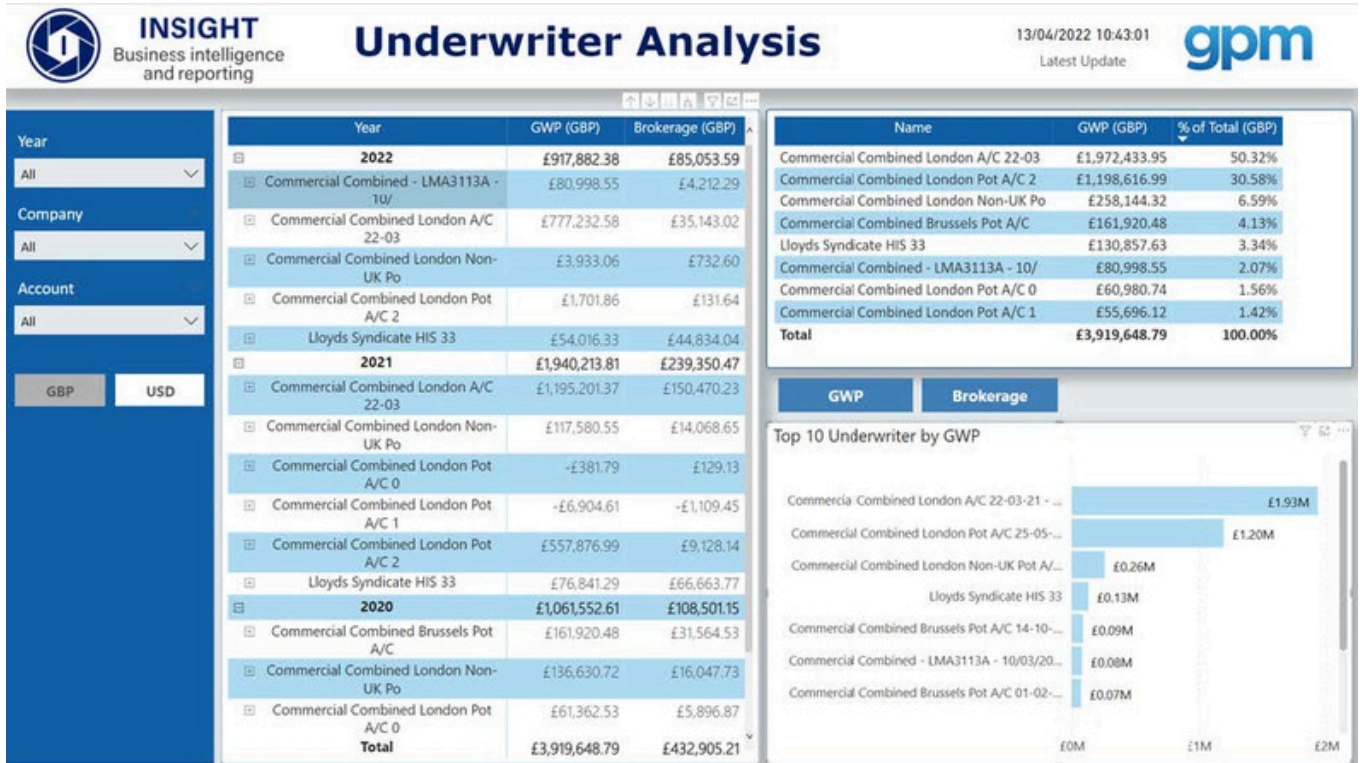 INSIGHT
Business intelligence
and reporting
Underwriter Analysis
13/04/2022 10:43:01
Latest Update
gpm
Year
All
Company
All
Account
All
GBP USD
Year GWP (GBP) Brokerage (GBP)
2022 £917,882.38 £85,053.59
Commercial Combined - LMA3113A - £80,998.55 £4,212.29
10/
Commercial Combined London A/C £777,232.58 £35,143.02
22-03
Commercial Combined London Non- £3,933.06 £732.60
UK Po
Commercial Combined London Pot £1,701.86 £131.64
A/C 2
Lloyds Syndicate HIS 33 £54,016.33 £44,834.04
2021 £1,940,213.81 £239,350.47
Commercial Combined London A/C £1,195,201.37 £150,470.23
22-03
Commercial Combined London Non- £117,580.55 £14,068.65
UK Po
Commercial Combined London Pot -£381.79 £129.13
A/C 0
Commercial Combined London Pot -£6,904.61 -£1,109.45
A/C 1
Commercial Combined London Pot £557,876.99 £9,128.14
A/C 2
Lloyds Syndicate HIS 33 £76,841.29 £66,663.77
2020 £1,061,552.61 £108,501.15
Commercial Combined Brussels Pot £161,920.48 £31,564.53
A/C
Commercial Combined London Non- £136,630.72 £16,047.73
UK Po
Commercial Combined London Pot £61,362.53 £5,896.87
A/C 0
Total £3,919,648.79 £432,905.21
Name GWP (GBP) % of Total (GBP)
Commercial Combined London A/C 22-03 £1,972,433.95 50.32%
Commercial Combined London Pot A/C 2 £1,198,616.99 30.58%
Commercial Combined London Non-UK Po £258,144.32 6.59%
Commercial Combined Brussels Pot A/C £161,920.48 4.13%
Lloyds Syndicate HIS 33 £130,857.63 3.34%
Commercial Combined - LMA3113A - 10/ £80,998.55 2.07%
Commercial Combined London Pot A/C 0 £60,980.74 1.56%
Commercial Combined London Pot A/C 1 £55,696.12 1.42%
Total £3,919,648.79 100.00%
GWP Brokerage
Top 10 Underwriter by GWP
Commercia Combined London A/C 22-03-21 - ... £1.93M
Commercial Combined London Pot A/C 25-05-... £1.20M
Commercial Combined London Non-UK Pot A/... £0.26M
Lloyds Syndicate HIS 33 £0.13M
Commercial Combined Brussels Pot A/C 14-10-... £0.09M
Commercial Combined - LMA3113A - 10/03/20... £0.08M
Commercial Combined Brussels Pot A/C 01-02-... £0.07M
£0M £1M £2M